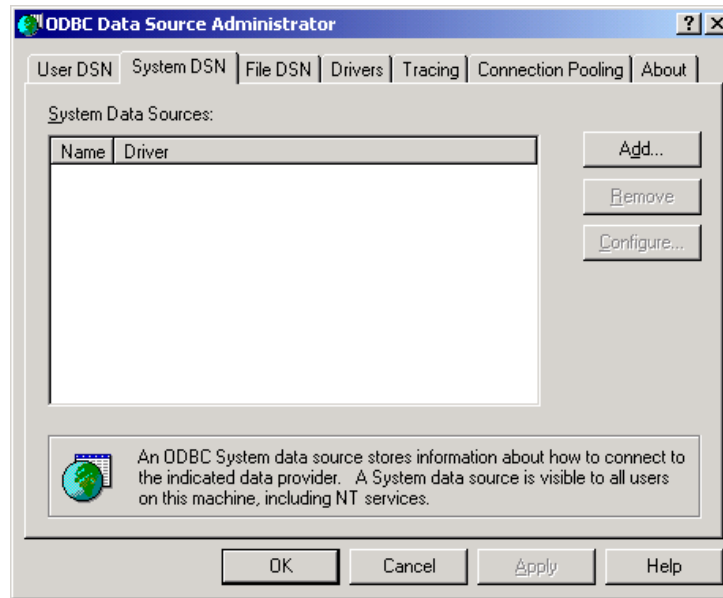 ODBC Data Source Administrator
User DSN System DSN File DSN Drivers Tracing Connection Pooling About
System Data Sources:
Name Driver
Add...
Remove
Configure...
An ODBC System data source stores information about how to connect to
the indicated data provider. A System data source is visible to all users
on this machine, including NT services.
OK Cancel Apply Help